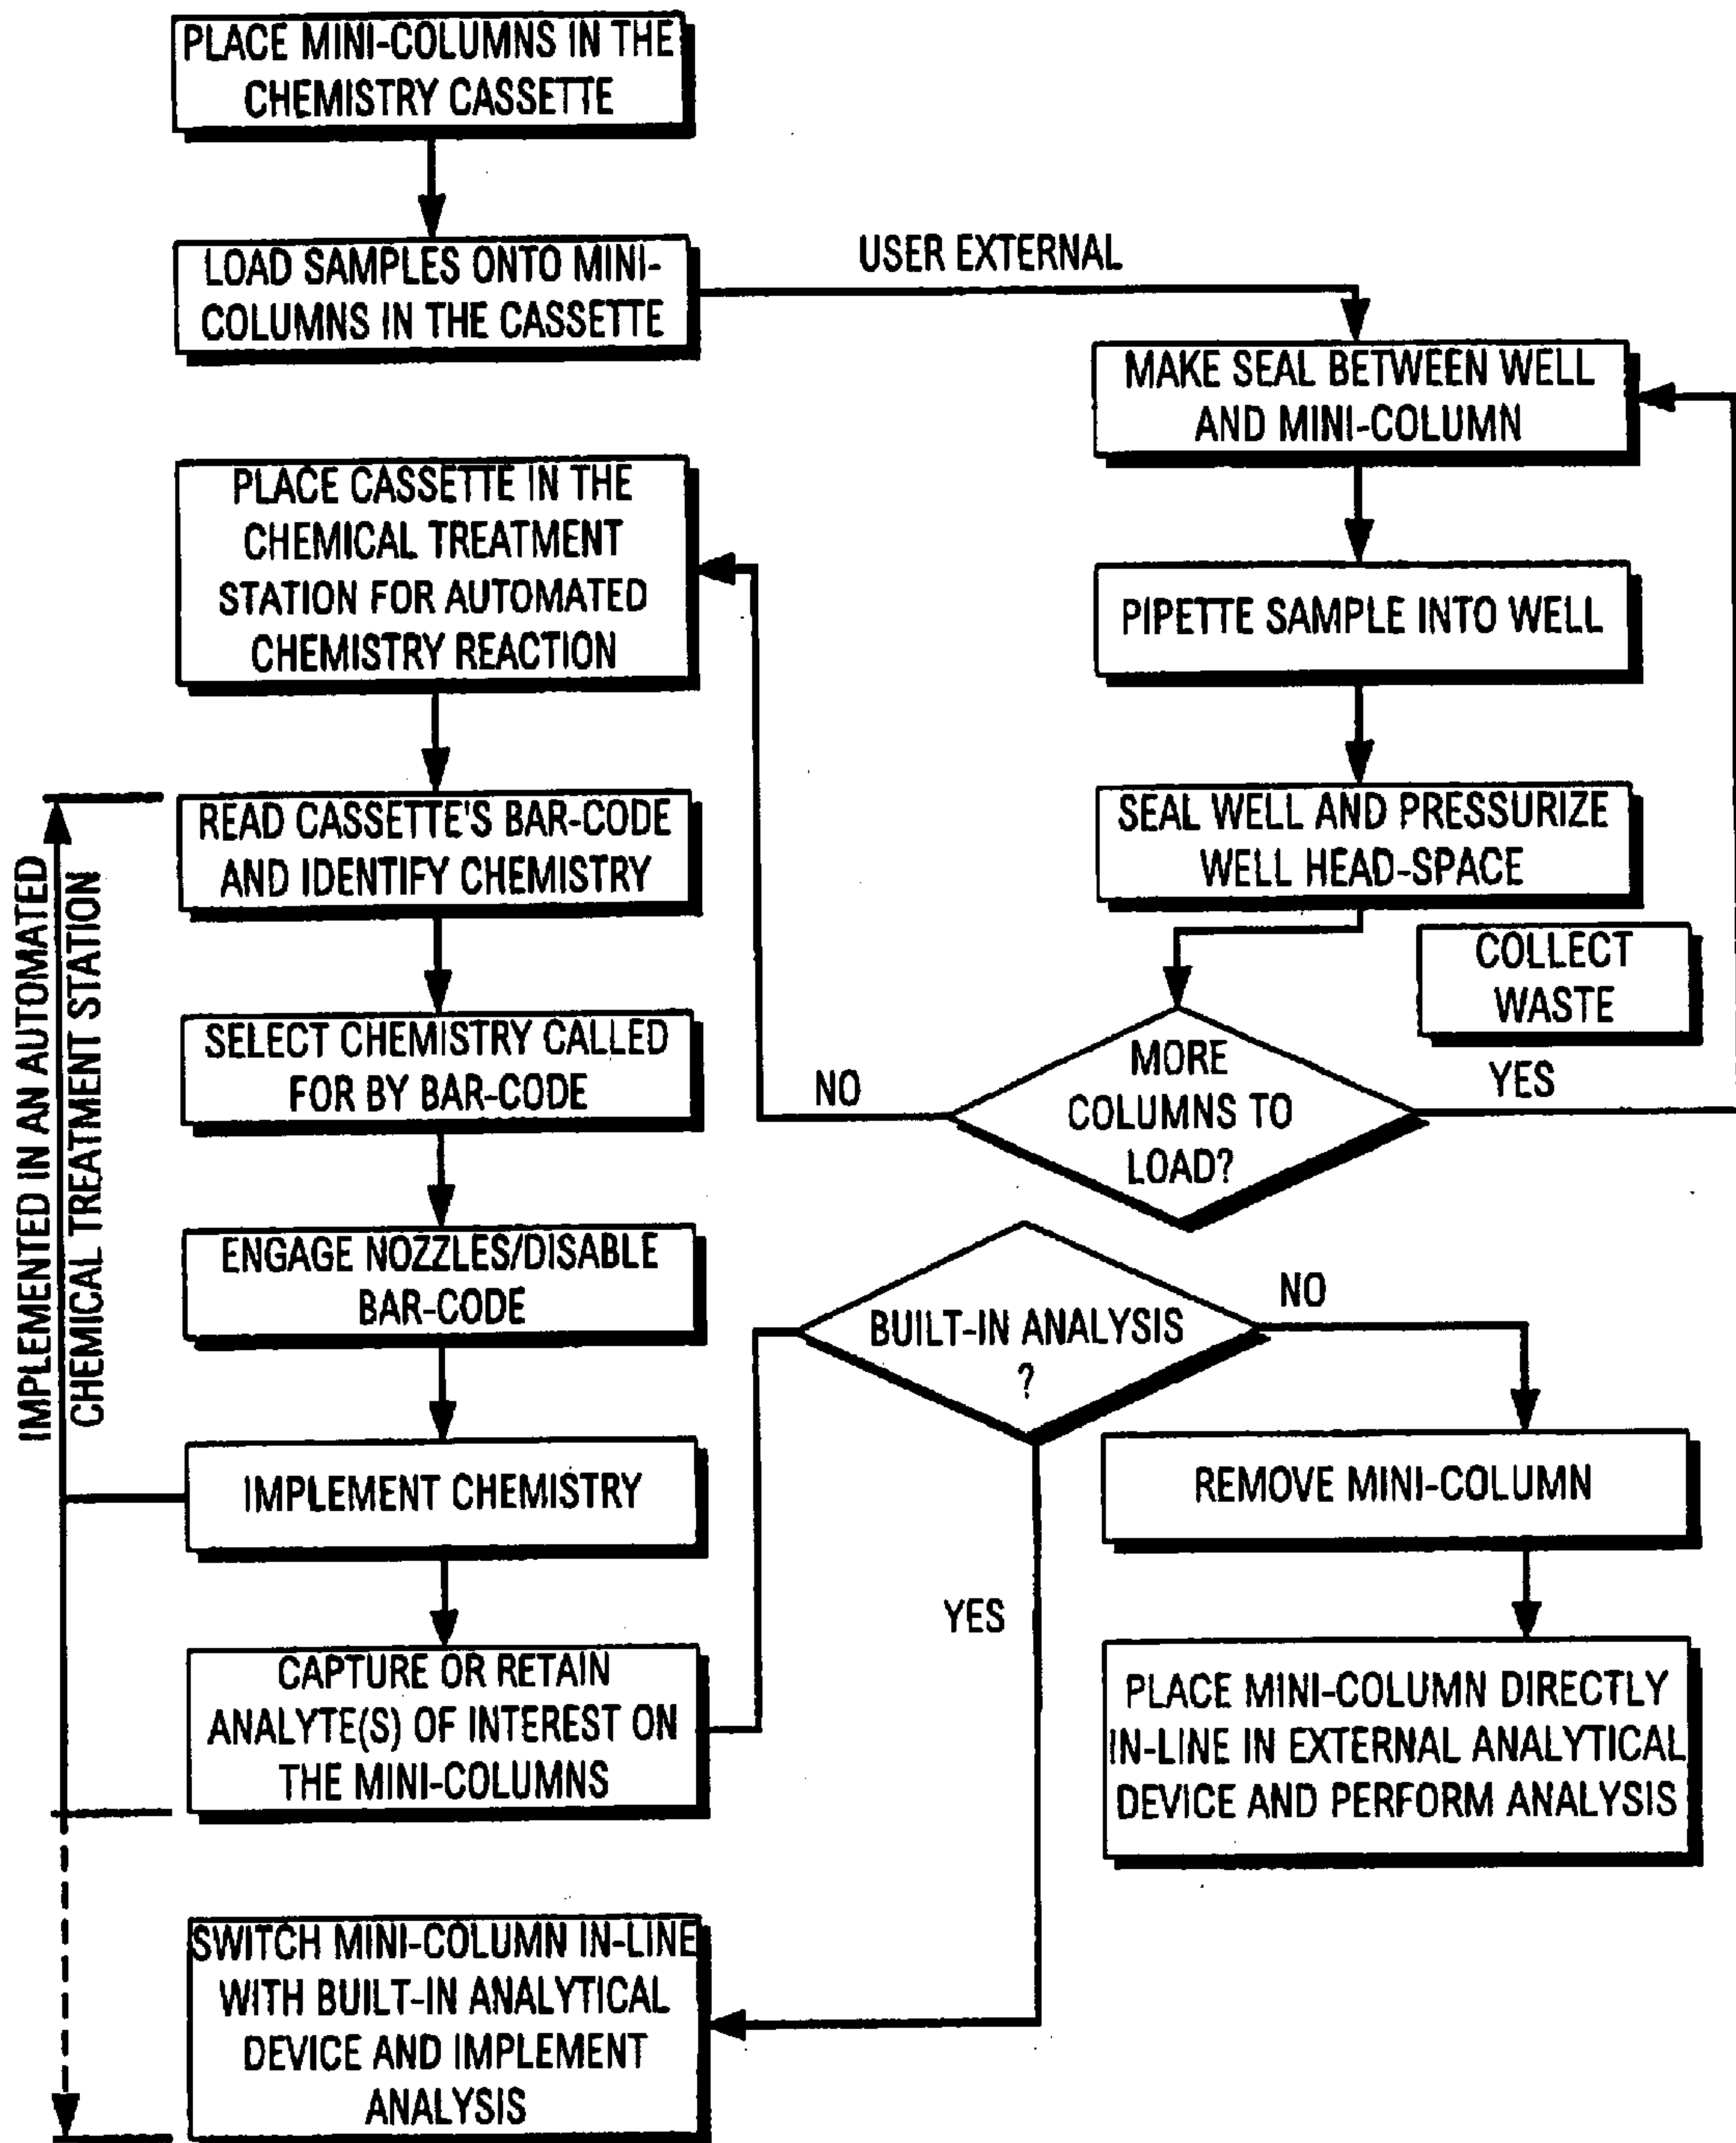 PLACE MINI-COLUMNS IN THE
CHEMISTRY CASSETTE
LOAD SAMPLES ONTO MINI-
COLUMNS IN THE CASSETTE
USER EXTERNAL
MAKE SEAL BETWEEN WELL
AND MINI-COLUMN
PIPETTE SAMPLE INTO WELL
SEAL WELL AND PRESSURIZE
WELL HEAD-SPACE
COLLECT
WASTE
MORE
COLUMNS TO
LOAD?
YES
NO
PLACE CASSETTE IN THE
CHEMICAL TREATMENT
STATION FOR AUTOMATED
CHEMISTRY REACTION
IMPLEMENTED IN AN AUTOMATED
CHEMICAL TREATMENT STATION
READ CASSETTE'S BAR-CODE
AND IDENTIFY CHEMISTRY
SELECT CHEMISTRY CALLED
FOR BY BAR-CODE
ENGAGE NOZZLES/DISABLE
BAR-CODE
IMPLEMENT CHEMISTRY
CAPTURE OR RETAIN
ANALYTE(S) OF INTEREST ON
THE MINI-COLUMNS
BUILT-IN ANALYSIS
?
NO
REMOVE MINI-COLUMN
PLACE MINI-COLUMN DIRECTLY
IN-LINE IN EXTERNAL ANALYTICAL
DEVICE AND PERFORM ANALYSIS
YES
SWITCH MINI-COLUMN IN-LINE
WITH BUILT-IN ANALYTICAL
DEVICE AND IMPLEMENT
ANALYSIS